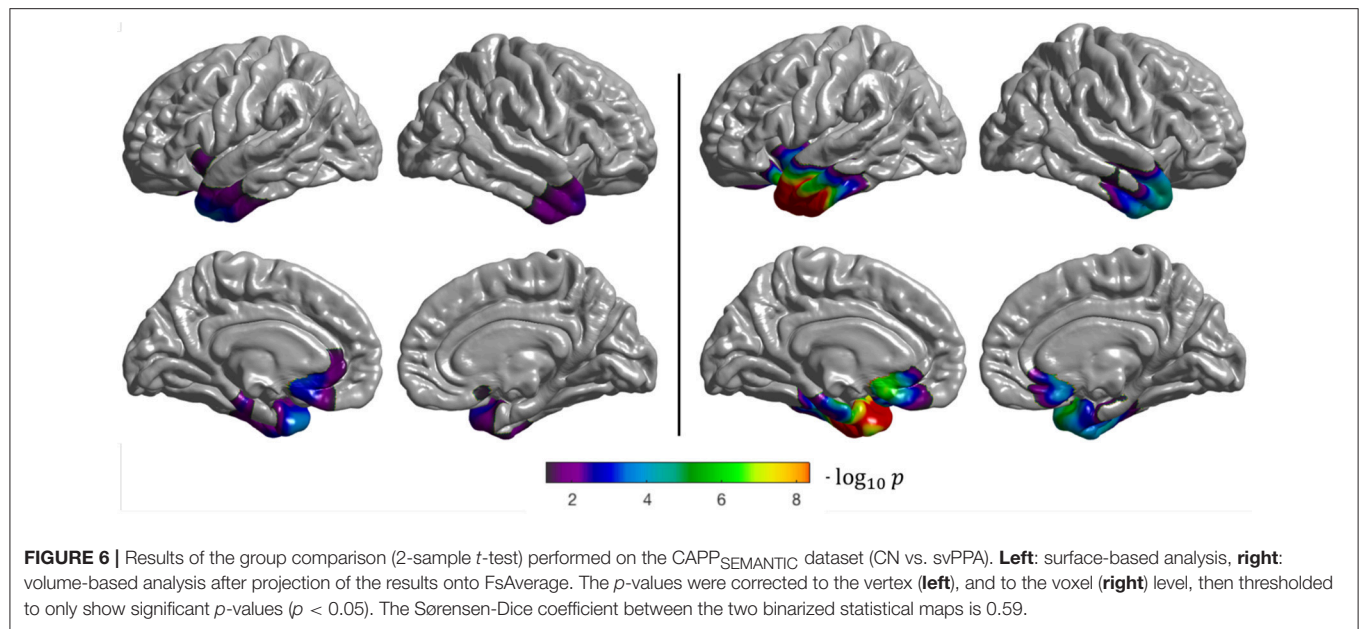 2 4 6 8 - log₁₀ p
FIGURE 6 | Results of the group comparison (2-sample t-test) performed on the CAPP_SEMANTIC dataset (CN vs. svPPA). Left: surface-based analysis, right:
volume-based analysis after projection of the results onto FsAverage. The p-values were corrected to the vertex (left), and to the voxel (right) level, then thresholded
to only show significant p-values (p < 0.05). The Sørensen-Dice coefficient between the two binarized statistical maps is 0.59.